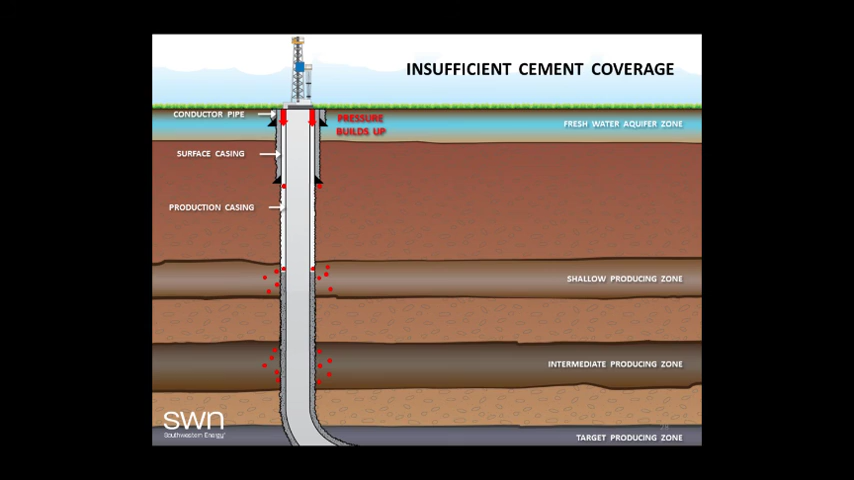 INSUFFICIENT CEMENT COVERAGE
CONDUCTOR PIPE
PRESSURE
BUILDS UP
FRESH WATER AQUIFER ZONE
SURFACE CASING
PRODUCTION CASING
SHALLOW PRODUCING ZONE
INTERMEDIATE PRODUCING ZONE
swn
Southwestern Energy®
TARGET PRODUCING ZONE